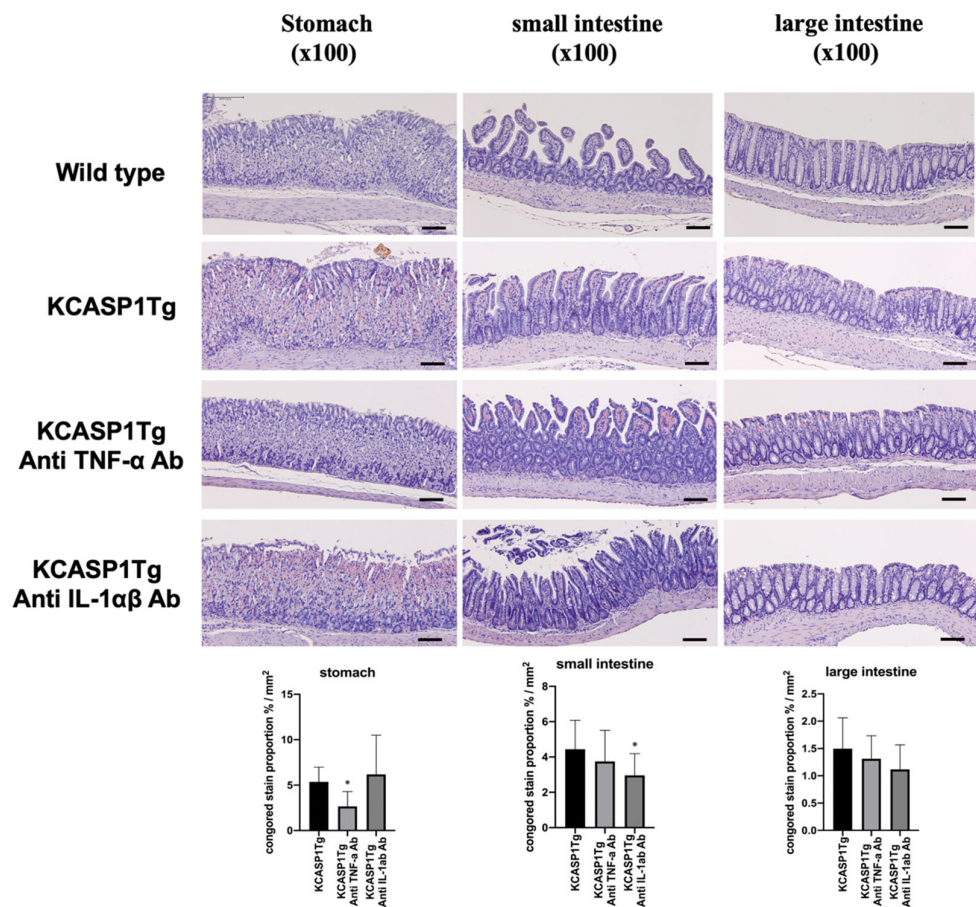 Stomach
(x100)
small intestine
(x100)
large intestine
(x100)
Wild type
KCASP1Tg
KCASP1Tg
Anti TNF-α Ab
KCASP1Tg
Anti IL-1αβ Ab
stomach
congored stain proportion % / mm²
15
10
5
0
*
KCASP1Tg
KCASP1Tg
Anti TNF-a Ab
KCASP1Tg
Anti IL-1ab Ab
small intestine
congored stain proportion % / mm²
8
6
4
2
0
*
KCASP1Tg
KCASP1Tg
Anti TNF-a Ab
KCASP1Tg
Anti IL-1ab Ab
large intestine
congored stain proportion % / mm²
2.5
2.0
1.5
1.0
0.5
0.0
KCASP1Tg
KCASP1Tg
Anti TNF-a Ab
KCASP1Tg
Anti IL-1ab Ab